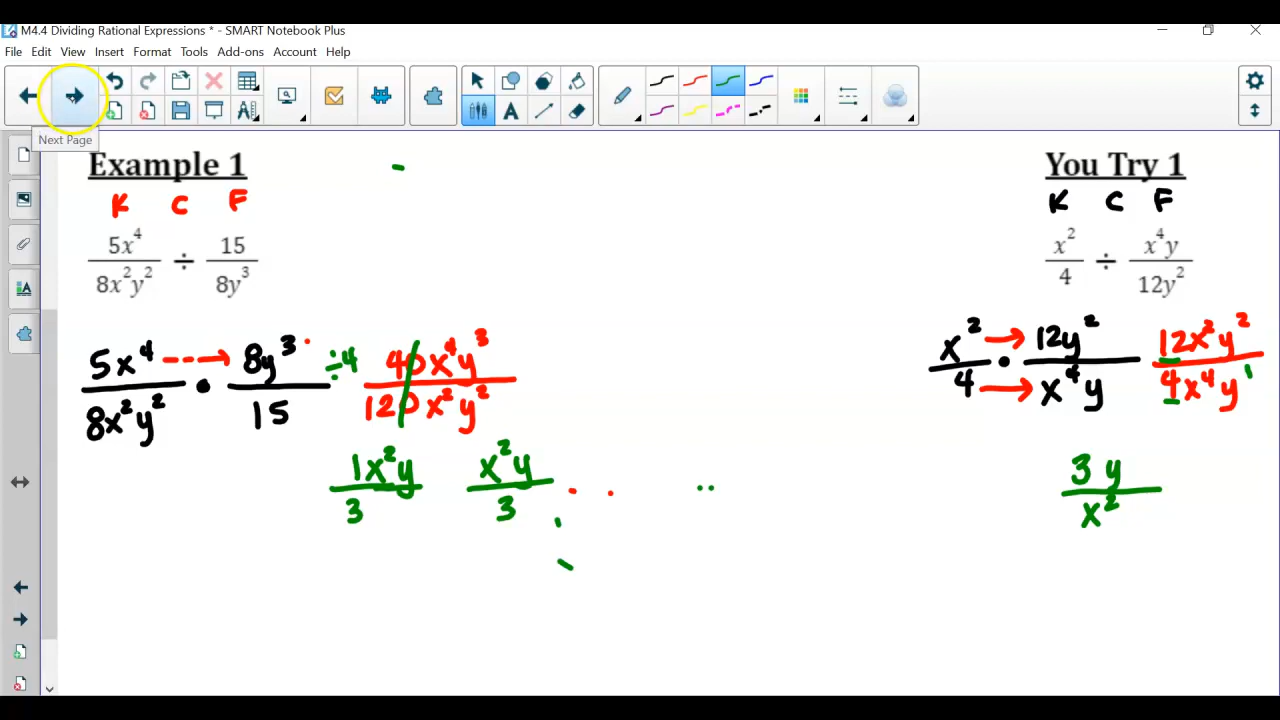 M4.4 Dividing Rational Expressions * - SMART Notebook Plus
File Edit View Insert Format Tools Add-ons Account Help
Next Page
Example 1
K C F
5x⁴/8x²y² ÷ 15/8y³
5x⁴/8x²y² • 8y³/15 ÷4 40x⁴y³/120x²y²
1x²y/3 x²y/3
You Try 1
K C F
x²/4 ÷ x⁴y/12y²
x²/4 • 12y²/x⁴y 12x²y²/4x⁴y¹
3y/x²